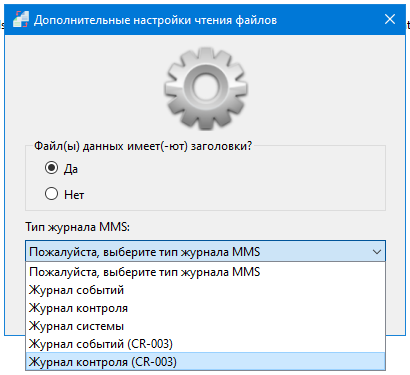 Дополнительные настройки чтения файлов
Файл(ы) данных имеет(-ют) заголовки?
Да
Нет
Тип журнала MMS:
Пожалуйста, выберите тип журнала MMS
Пожалуйста, выберите тип журнала MMS
Журнал событий
Журнал контроля
Журнал системы
Журнал событий (CR-003)
Журнал контроля (CR-003)